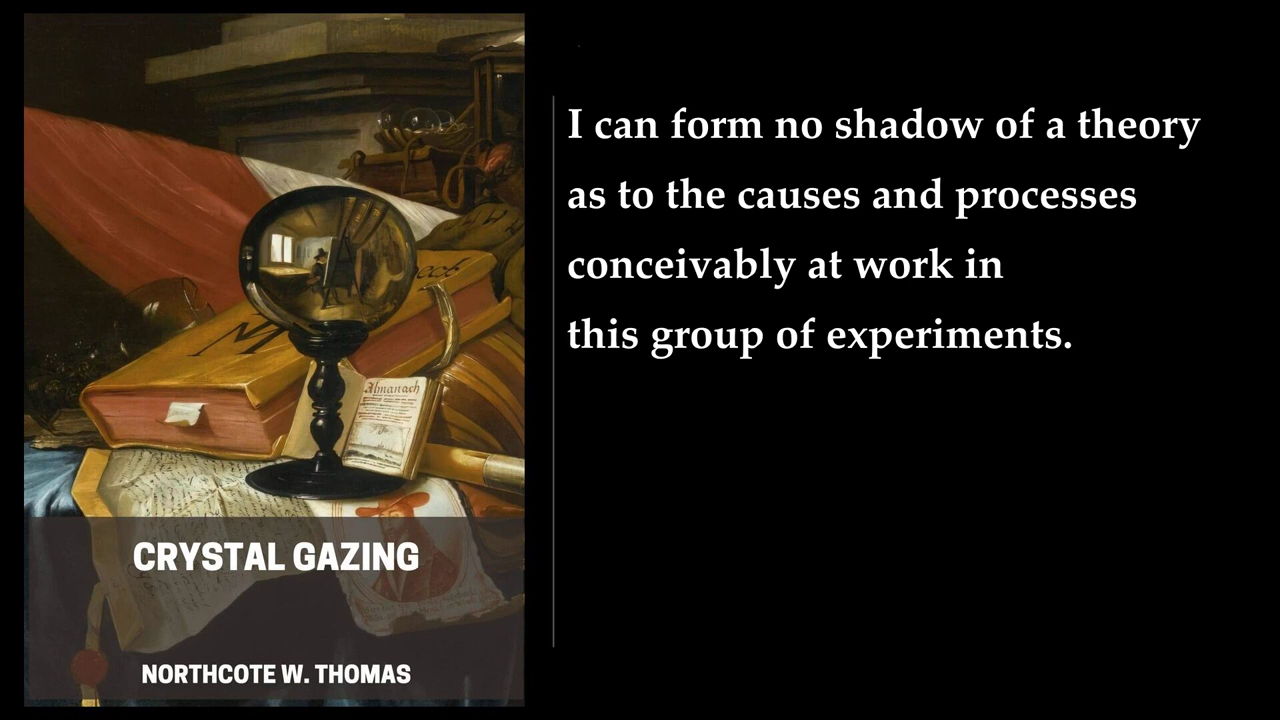 I can form no shadow of a theory
as to the causes and processes
conceivably at work in
this group of experiments.
M
Almanach
CRYSTAL GAZING
NORTHCOTE W. THOMAS